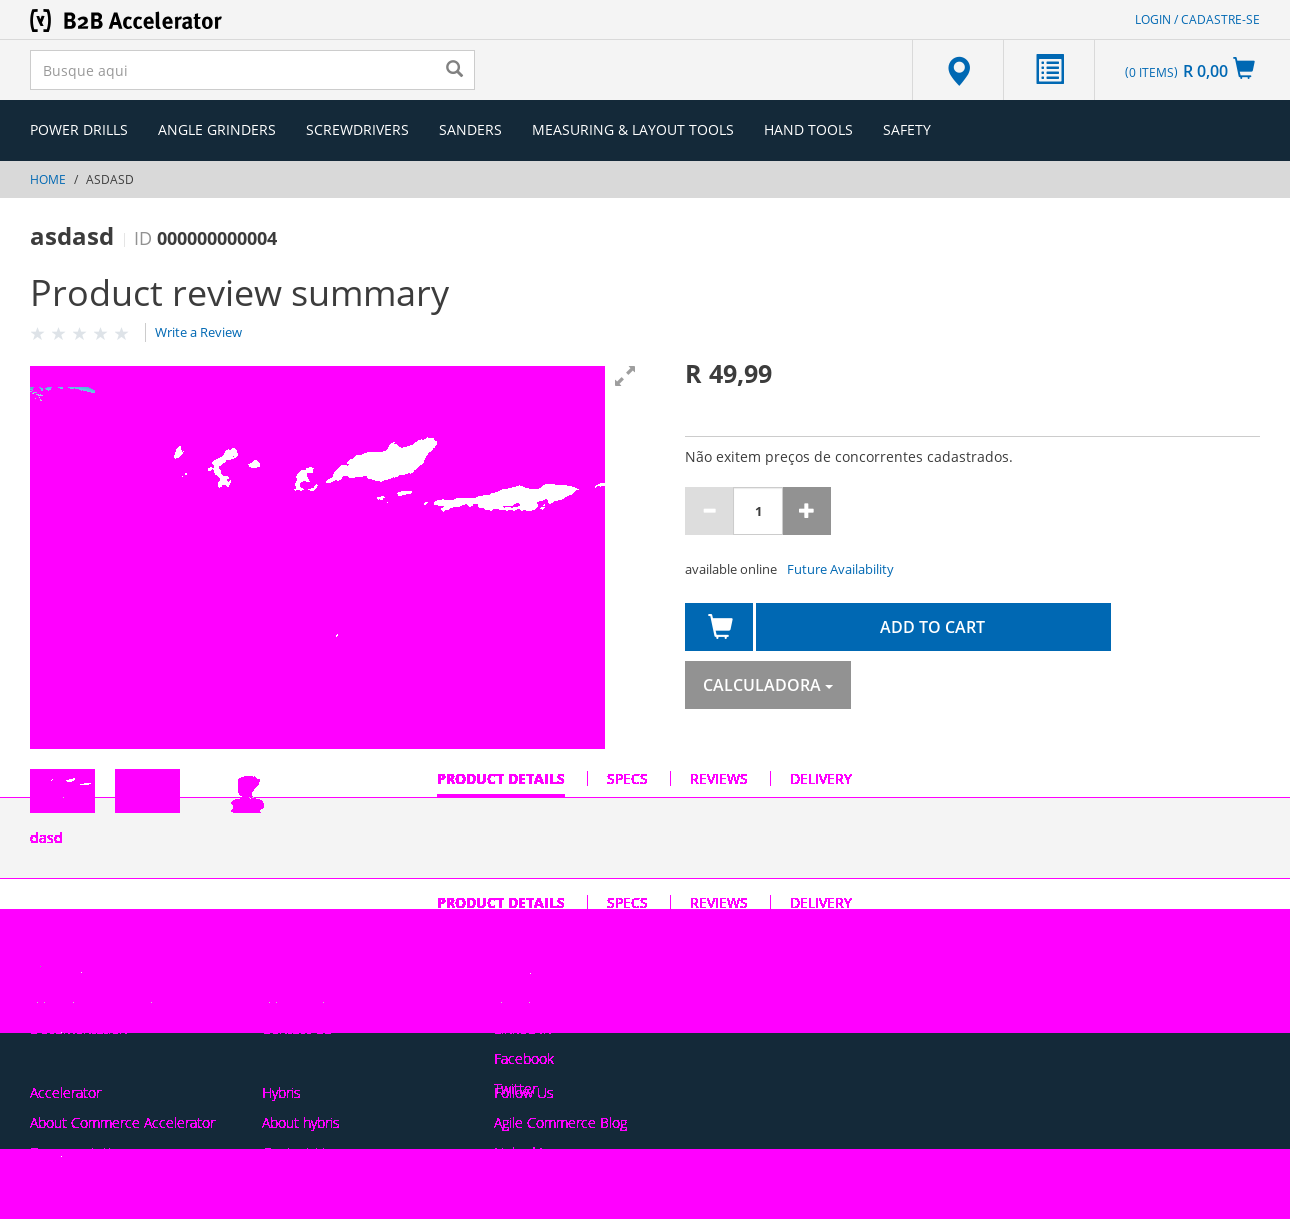 B2B Accelerator
LOGIN / CADASTRE-SE
Busque aqui
(0 ITEMS) R 0,00
POWER DRILLS ANGLE GRINDERS SCREWDRIVERS SANDERS MEASURING & LAYOUT TOOLS HAND TOOLS SAFETY
HOME / ASDASD
asdasd ID 000000000004
Product review summary
Write a Review
R 49,99
Não exitem preços de concorrentes cadastrados.
1
available online Future Availability
ADD TO CART
CALCULADORA
PRODUCT DETAILS SPECS REVIEWS DELIVERY
dasd
PRODUCT DETAILS SPECS REVIEWS DELIVERY
Facebook
Twitter
Accelerator Hybris Follow Us
About Commerce Accelerator About hybris Agile Commerce Blog